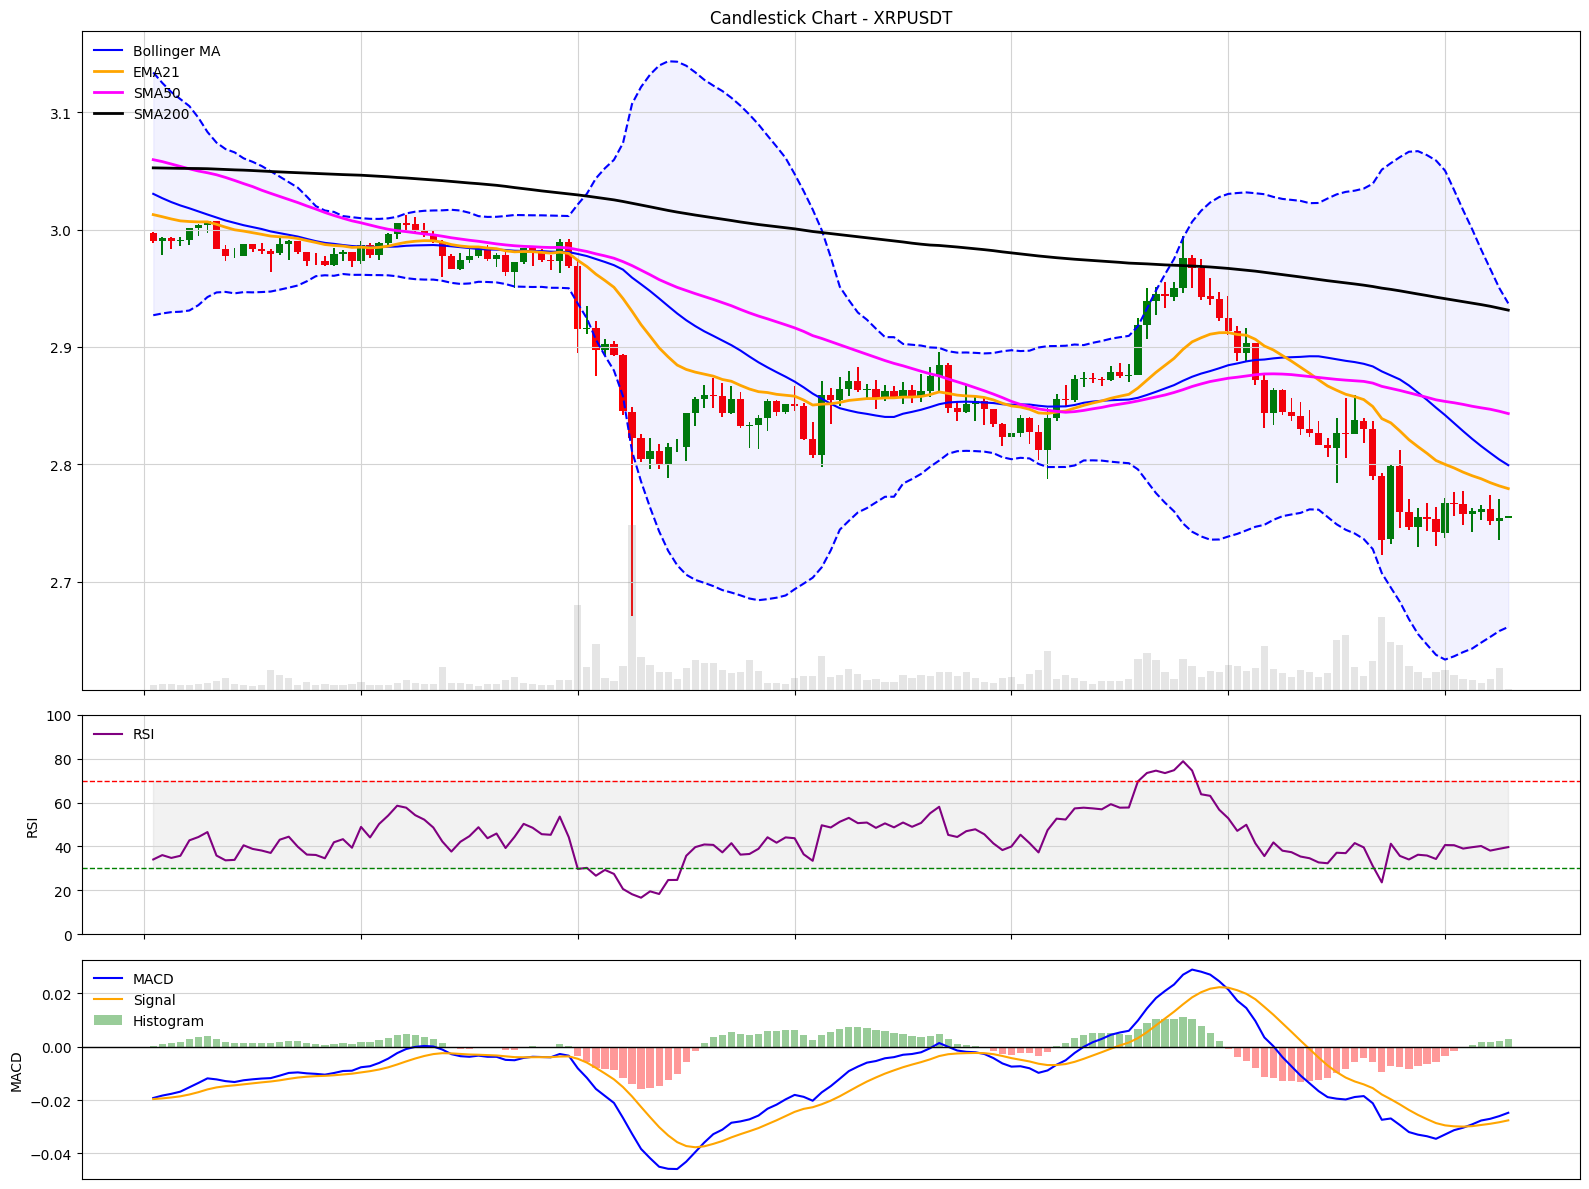 Candlestick Chart - XRPUSDT
Bollinger MA
EMA21
SMA50
SMA200
3.1
3.0
2.9
2.8
2.7
RSI
100
80
60
40
20
0
RSI
MACD
Signal
Histogram
0.02
0.00
−0.02
−0.04
MACD